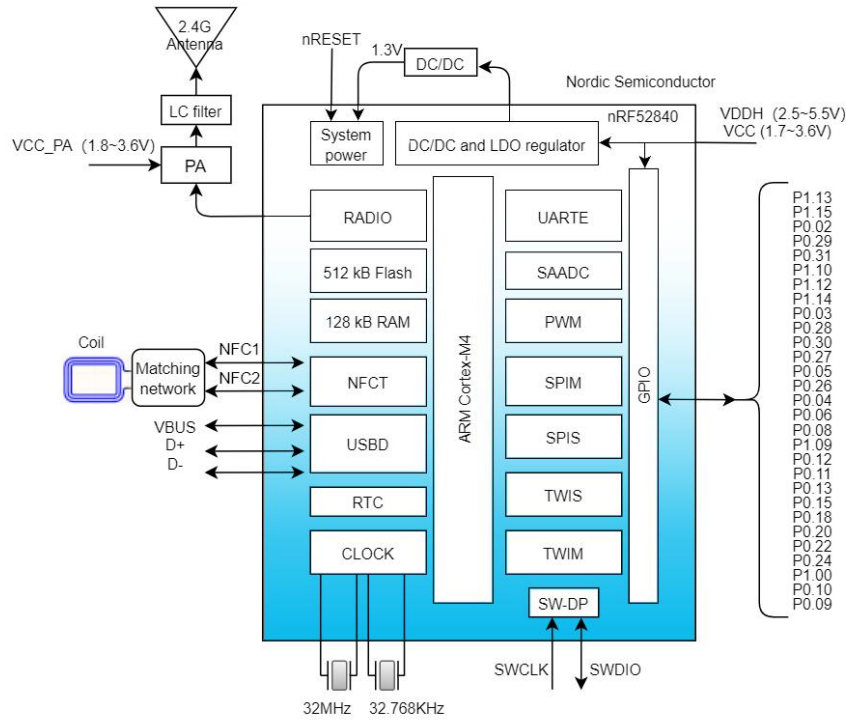 2.4G
Antenna
nRESET
1.3V
DC/DC
Nordic Semiconductor
LC filter
nRF52840
VDDH (2.5~5.5V)
VCC (1.7~3.6V)
VCC_PA (1.8~3.6V)
PA
System
power
DC/DC and LDO regulator
RADIO
512 kB Flash
128 kB RAM
NFCT
USBD
RTC
CLOCK
ARM Cortex-M4
UARTE
SAADC
PWM
SPIM
SPIS
TWIS
TWIM
SW-DP
GPIO
Coil
Matching
network
NFC1
NFC2
VBUS
D+
D-
P1.13
P1.15
P0.02
P0.29
P0.31
P1.10
P1.12
P1.14
P0.03
P0.28
P0.30
P0.27
P0.05
P0.26
P0.04
P0.06
P0.08
P1.09
P0.12
P0.11
P0.13
P0.15
P0.18
P0.20
P0.22
P0.24
P1.00
P0.10
P0.09
SWCLK
SWDIO
32MHz
32.768KHz